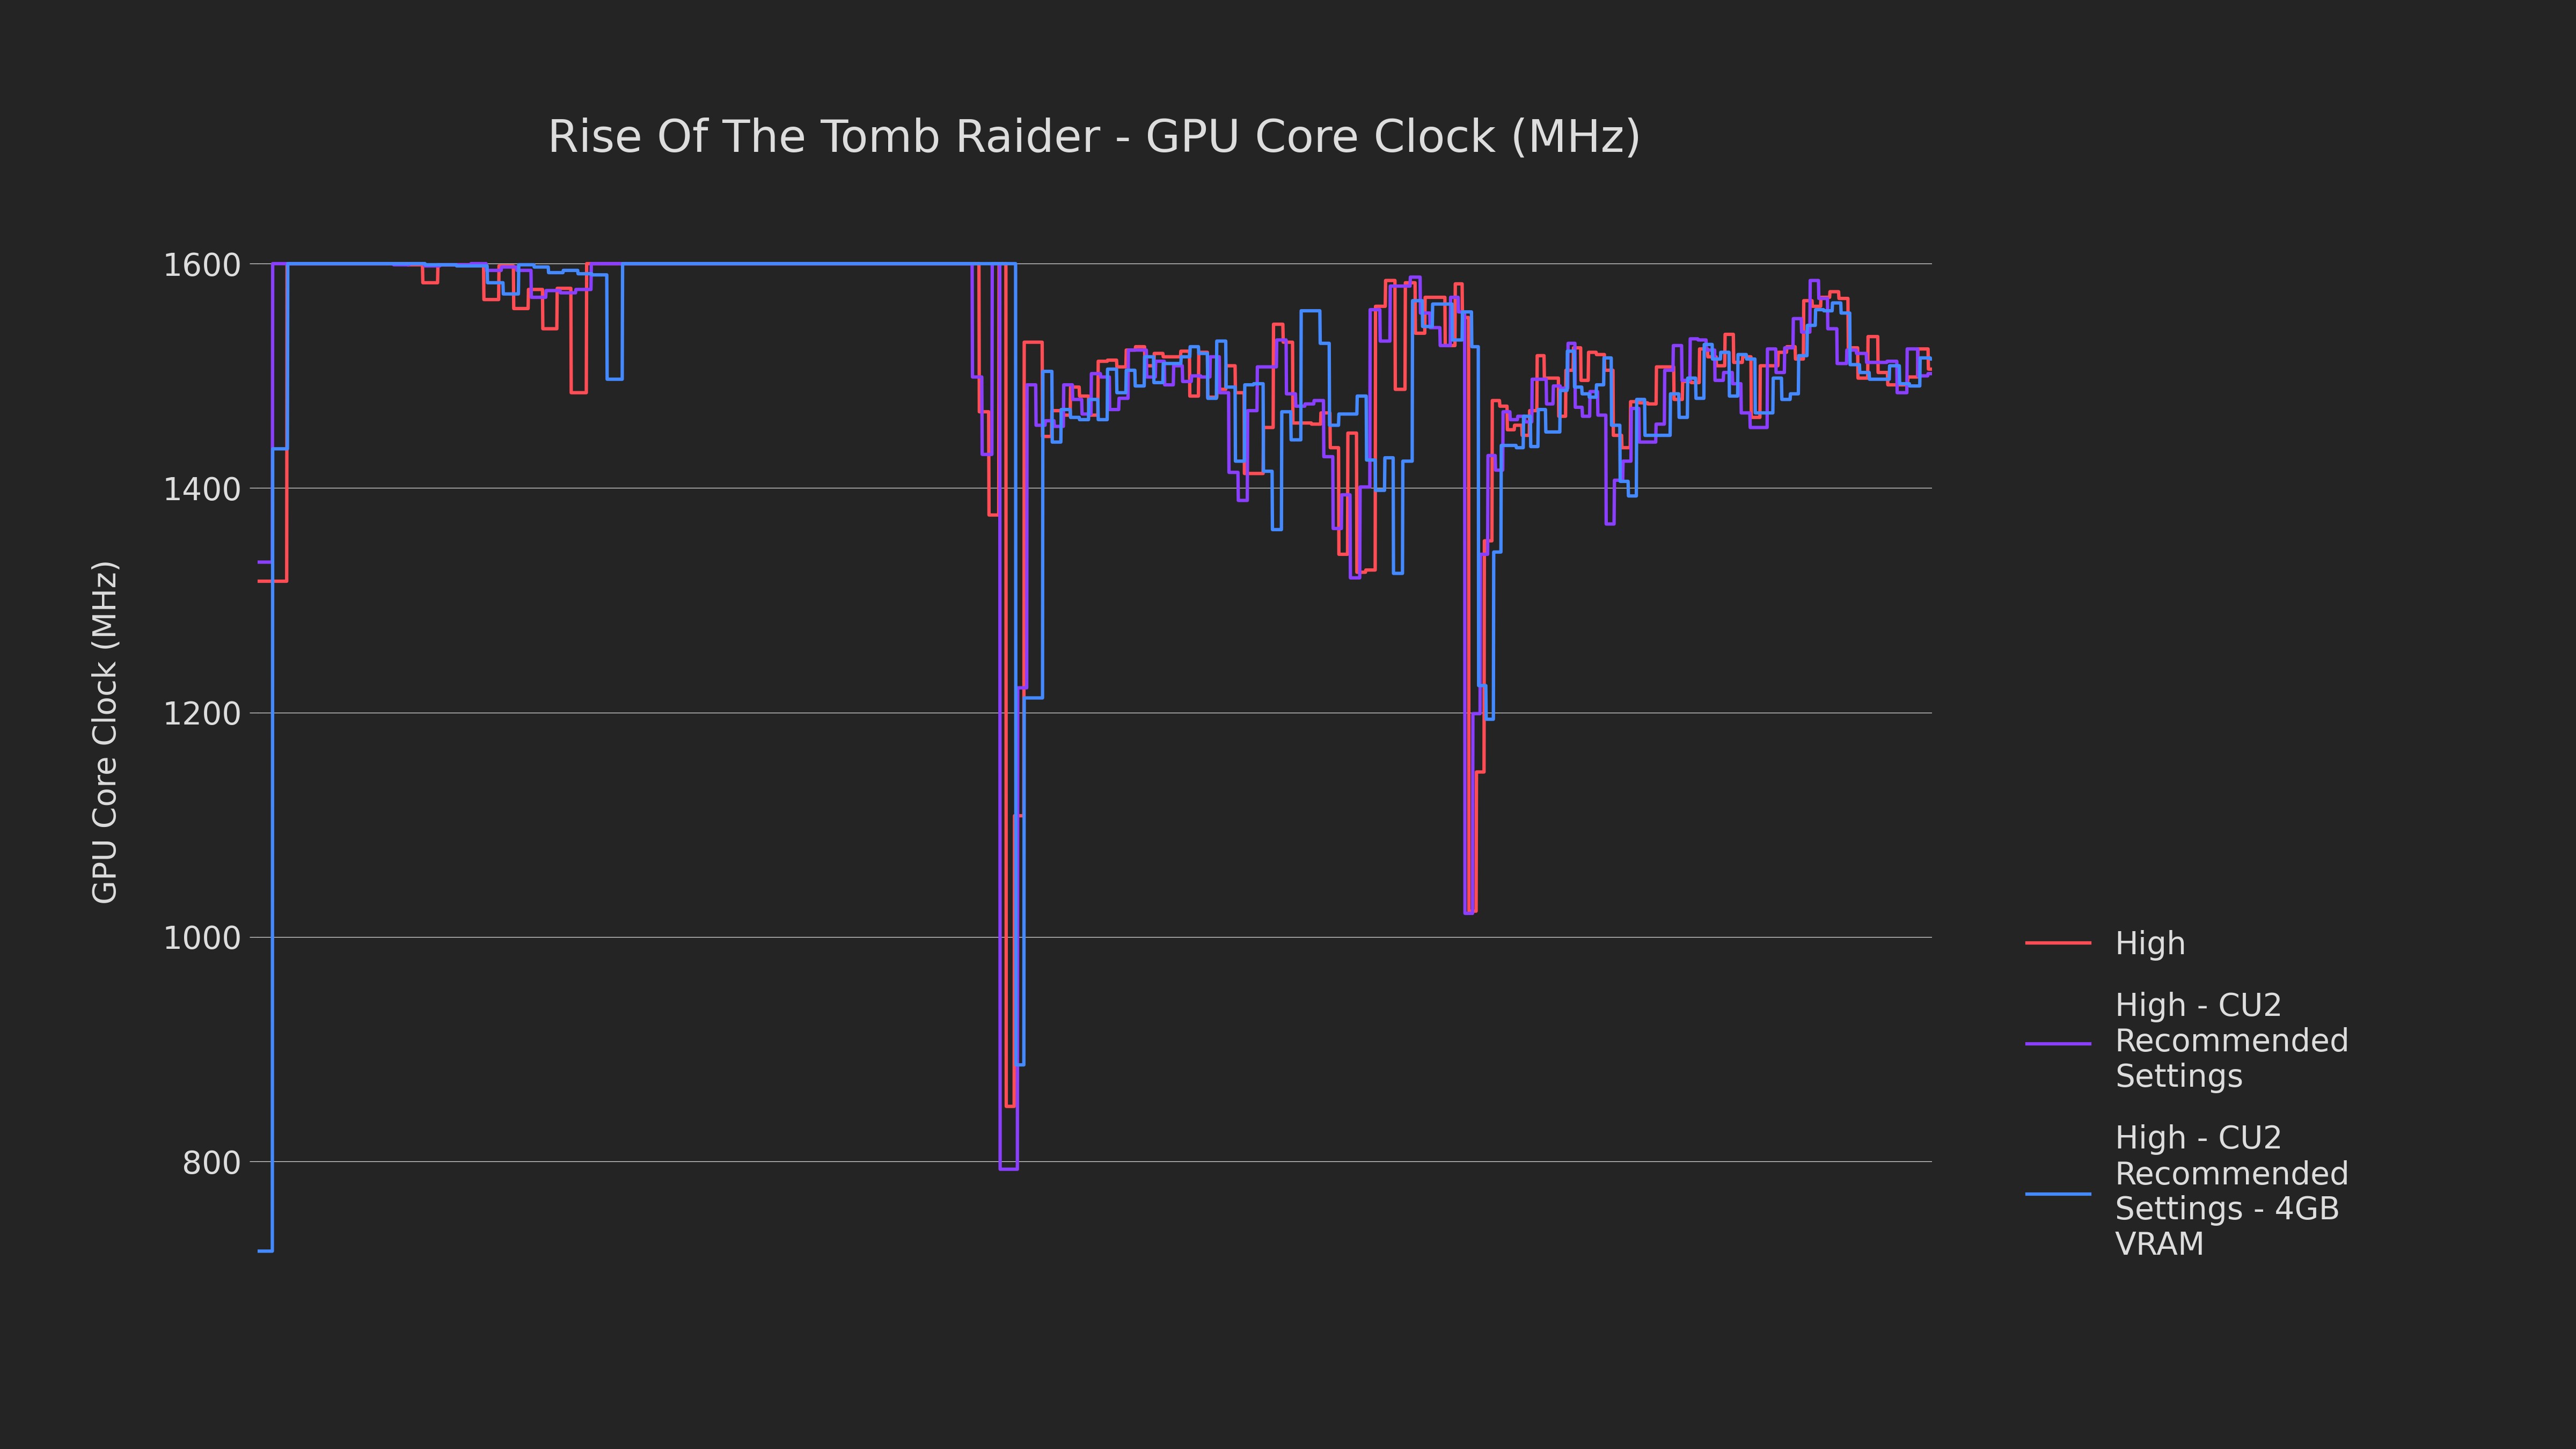 Rise Of The Tomb Raider - GPU Core Clock (MHz)
GPU Core Clock (MHz)
1600
1400
1200
1000
800
High
High - CU2
Recommended
Settings
High - CU2
Recommended
Settings - 4GB
VRAM